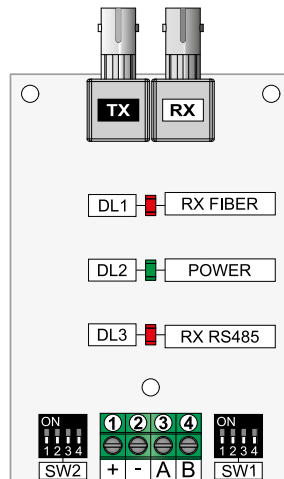 TX RX
DL1 RX FIBER
DL2 POWER
DL3 RX RS485
ON 1 2 3 4 ON
1 2 3 4 1 2 3 4
SW2 + - A B SW1